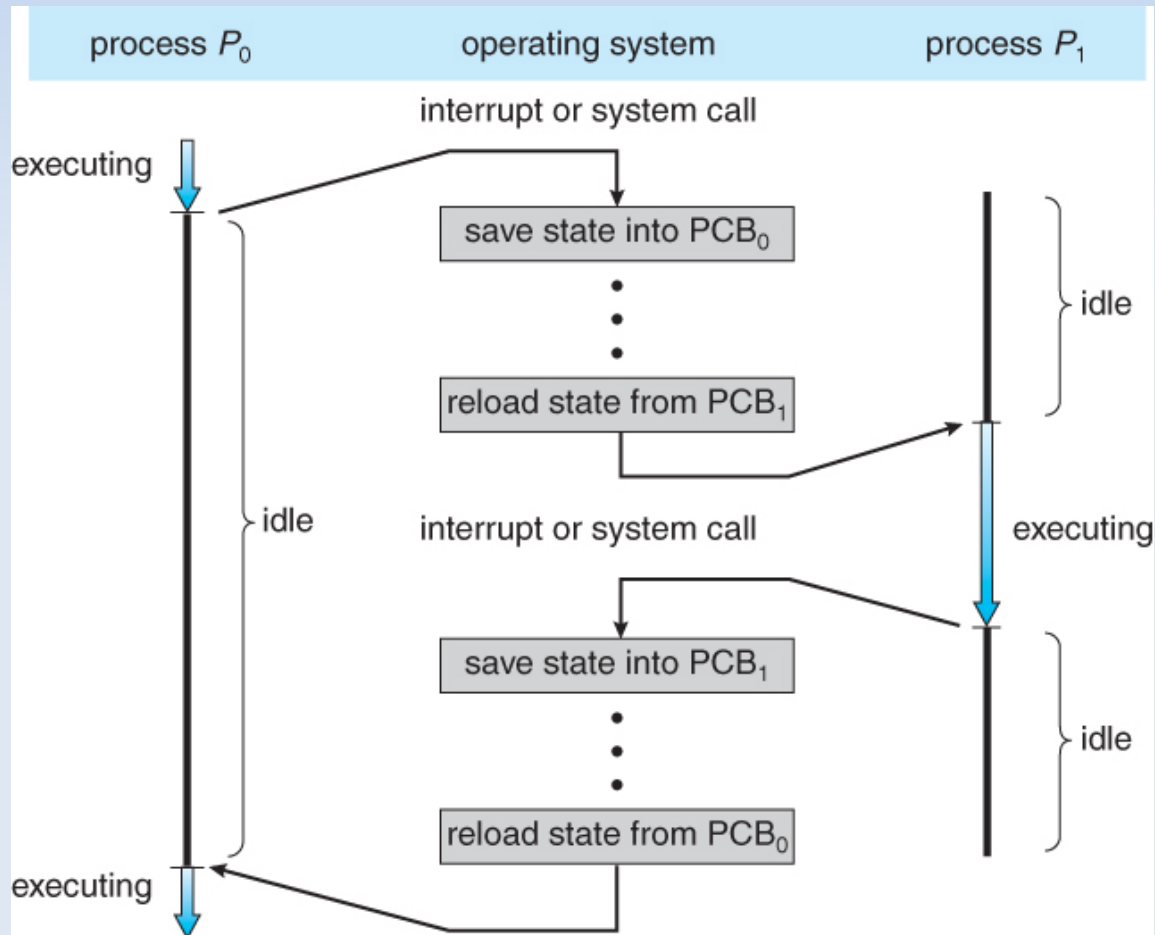 process P₀ operating system process P₁
interrupt or system call
executing
save state into PCB₀
idle
reload state from PCB₁
idle
interrupt or system call
executing
save state into PCB₁
idle
reload state from PCB₀
executing